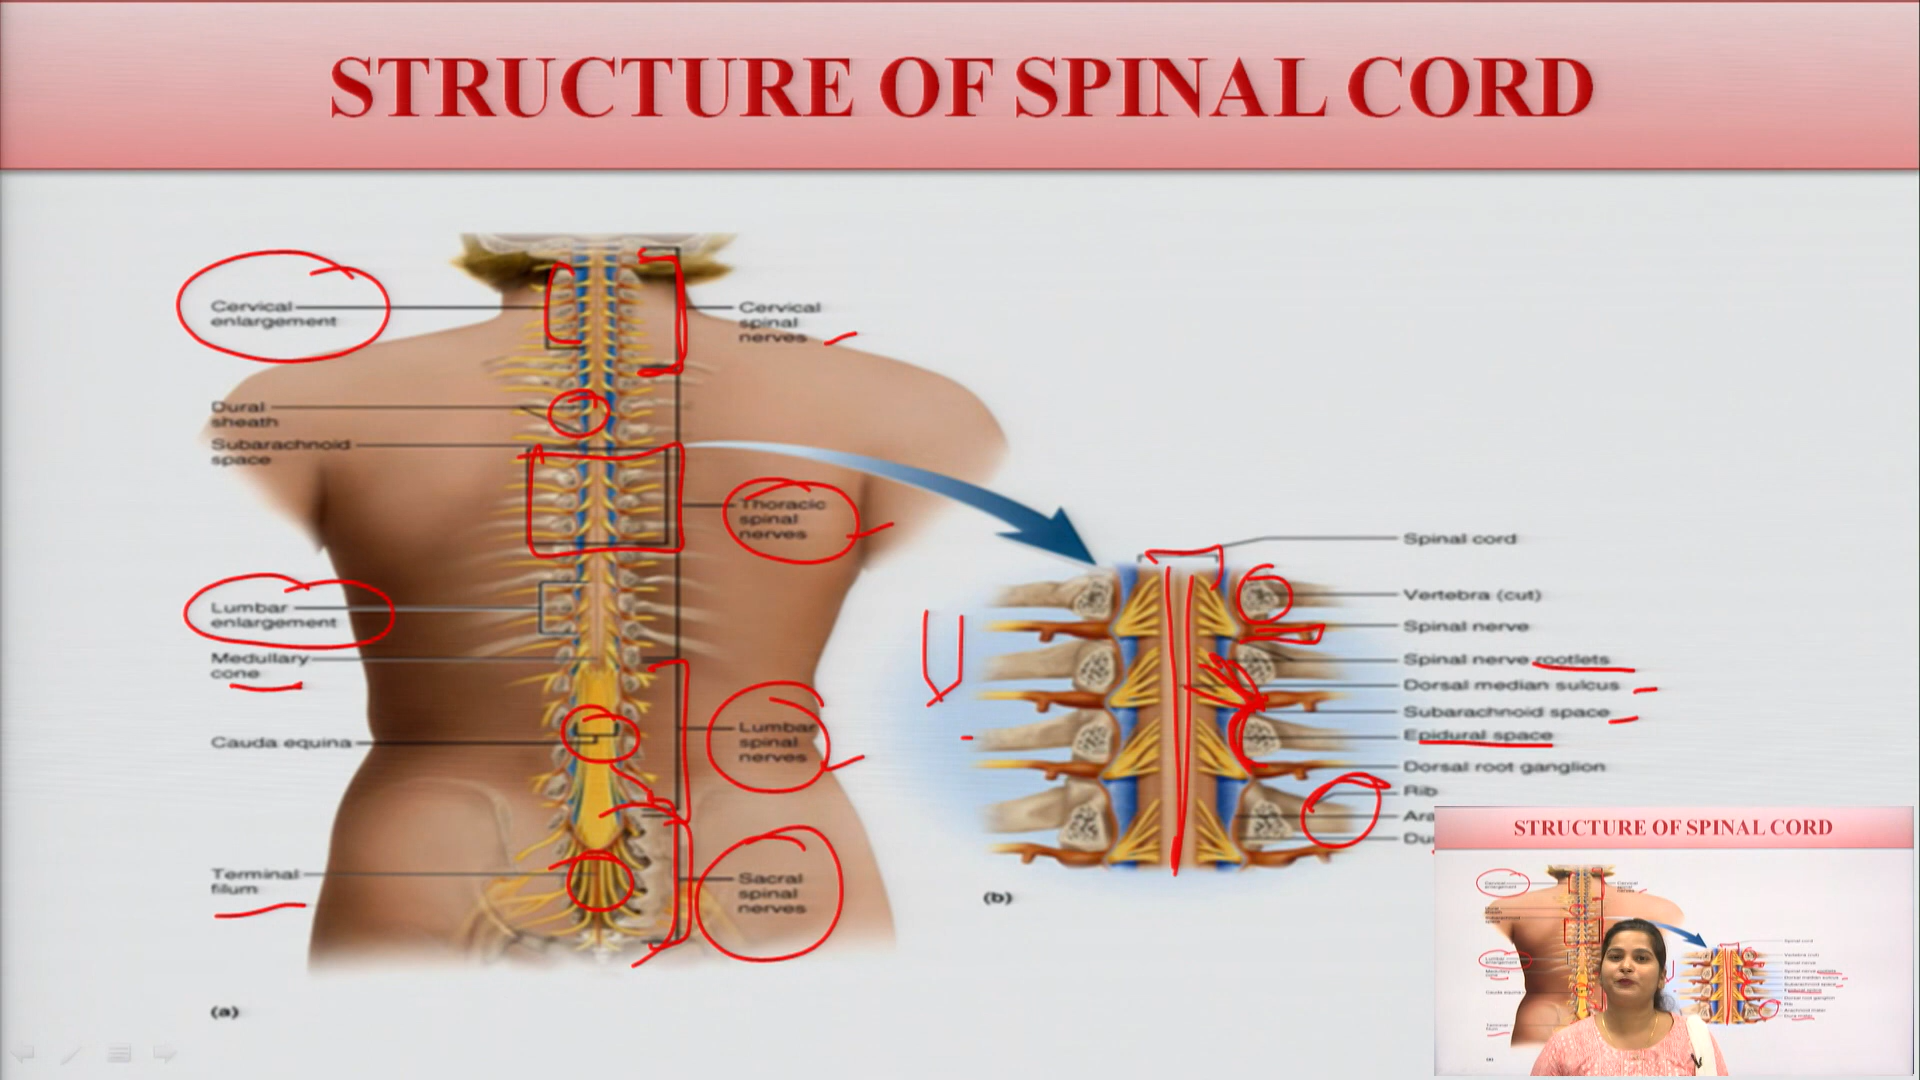 STRUCTURE OF SPINAL CORD
Cervical
enlargement
Dural
sheath
Subarachnoid
space
Lumbar
enlargement
Medullary
cone
Cauda equina
Terminal
filum
(a)
Cervical
spinal
nerves
Thoracic
spinal
nerves
Lumbar
spinal
nerves
Sacral
spinal
nerves
Spinal cord
Vertebra (cut)
Spinal nerve
Spinal nerve rootlets
Dorsal median sulcus
Subarachnoid space
Epidural space
Dorsal root ganglion
Rib
(b)
STRUCTURE OF SPINAL CORD